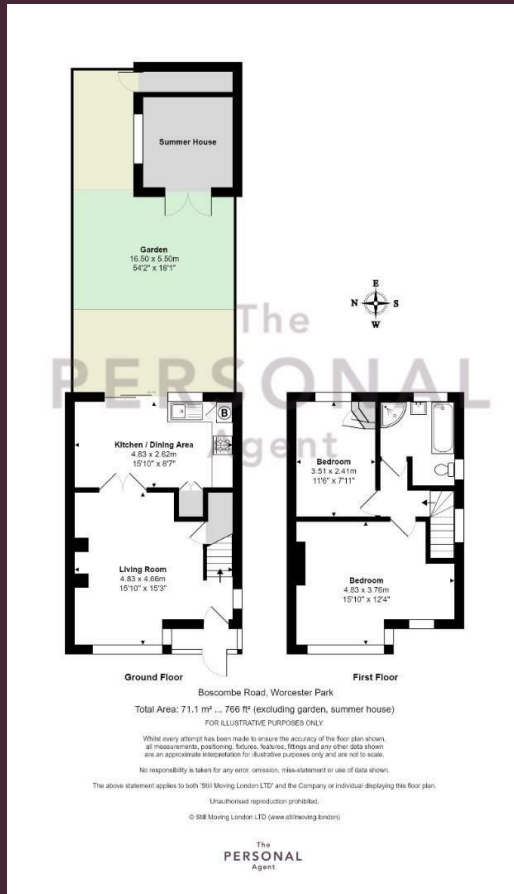 Summer House
Garden
16.50 x 5.50m
54'2" x 18'1"
E
N S
W
The
PERSONAL
Agent
B
Kitchen / Dining Area
4.83 x 2.62m
15'10" x 8'7"
Living Room
4.83 x 4.66m
15'10" x 15'3"
Bedroom
3.51 x 2.41m
11'6" x 7'11"
Bedroom
4.83 x 3.76m
15'10" x 12'4"
Ground Floor
First Floor
Boscombe Road, Worcester Park
Total Area: 71.1 m² ... 766 ft² (excluding garden, summer house)
FOR ILLUSTRATIVE PURPOSES ONLY.
Whilst every attempt has been made to ensure the accuracy of the floor plan shown,
all measurements, positioning, fixtures, features, fittings and any other data shown
are an approximate interpretation for illustrative purposes only and are not to scale.
No responsibility is taken for any error, omission, miss-statement or use of data shown.
The above statement applies to both 'Still Moving London LTD' and the Company or individual displaying this floor plan.
Unauthorised reproduction prohibited.
© Still Moving London LTD (www.stillmoving.london)
The
PERSONAL
Agent